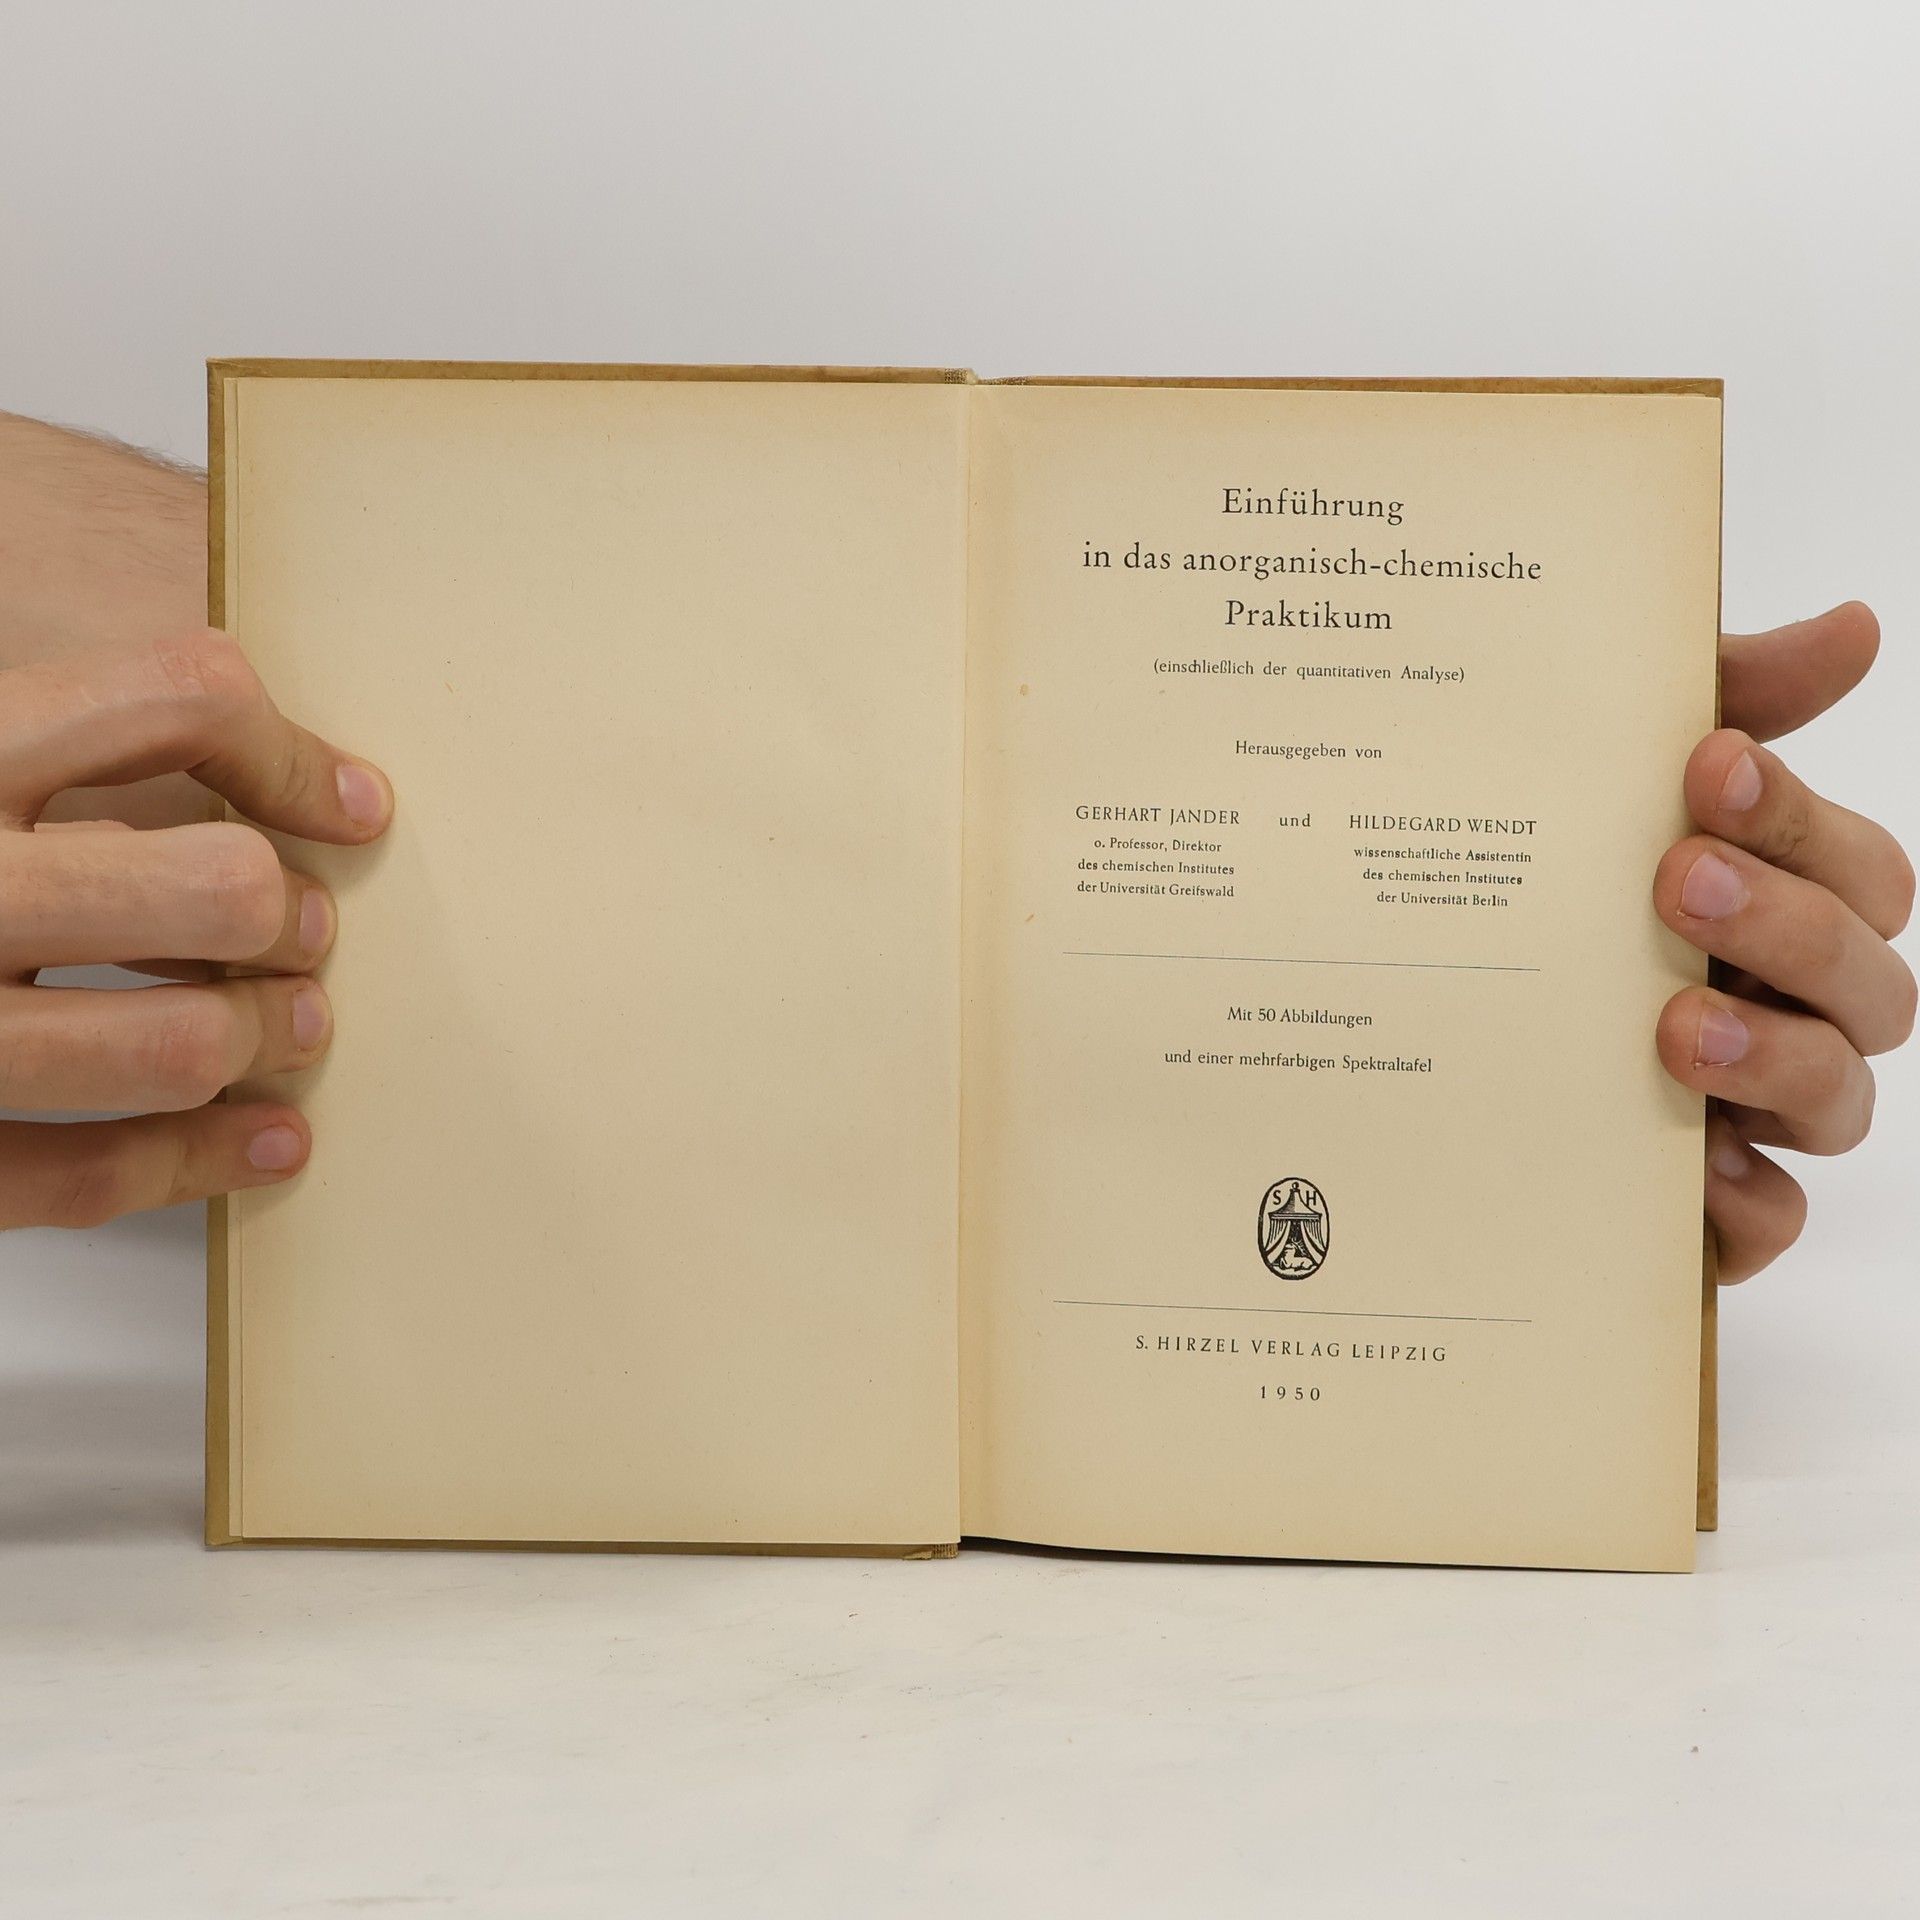 Einführung
in das anorganisch-chemische
Praktikum
(einschließlich der quantitativen Analyse)
Herausgegeben von
GERHART JANDER und HILDEGARD WENDT
o. Professor, Direktor wissenschaftliche Assistentin
des chemischen Institutes des chemischen Institutes
der Universität Greifswald der Universität Berlin
Mit 50 Abbildungen
und einer mehrfarbigen Spektraltafel
S H
S. HIRZEL VERLAG LEIPZIG
1950